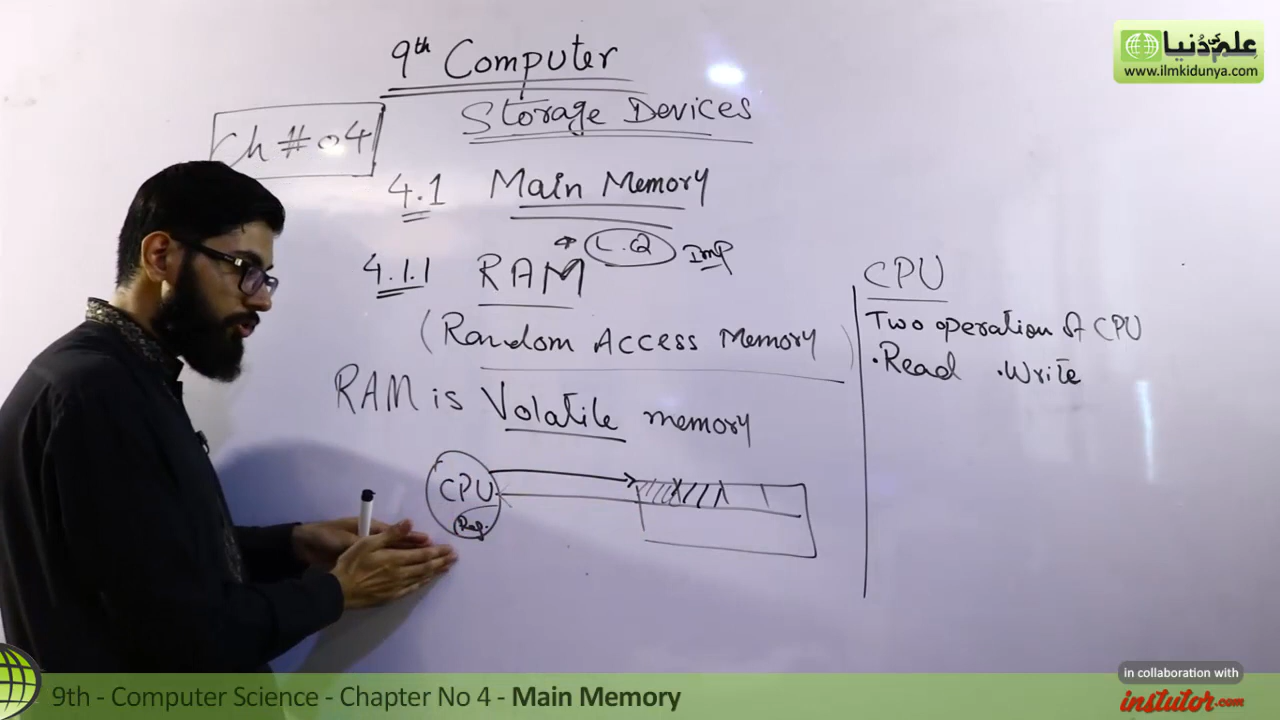 علم کی دُنیا
www.ilmkidunya.com
9th Computer
Storage Devices
Ch # 04
4.1 Main Memory
L.Q Imp
4.1.1 RAM
(Random Access Memory)
RAM is Volatile memory
CPU
Reg.
CPU
Two operation of CPU
.Read .Write
9th - Computer Science - Chapter No 4 - Main Memory
in collaboration with
instutor.com